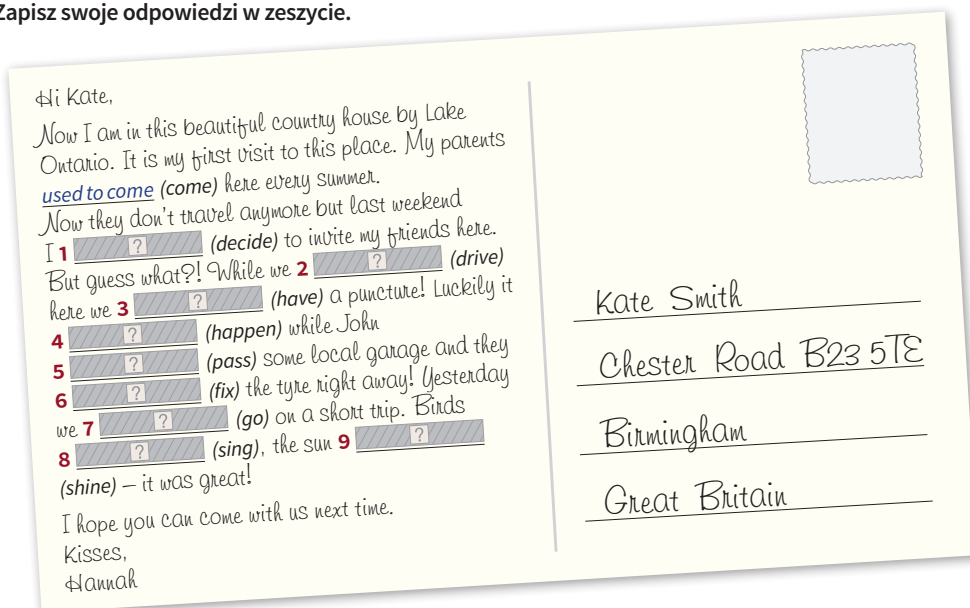 Zapisz swoje odpowiedzi w zeszycie.
Hi Kate,
Now I am in this beautiful country house by Lake
Ontario. It is my first visit to this place. My parents
used to come (come) here every summer.
Now they don't travel anymore but last weekend
I 1 ? (decide) to invite my friends here.
But guess what?! While we 2 ? (drive)
here we 3 ? (have) a puncture! Luckily it
4 ? (happen) while John
5 ? (pass) some local garage and they
6 ? (fix) the tyre right away! Yesterday
we 7 ? (go) on a short trip. Birds
8 ? (sing), the sun 9 ?
(shine) – it was great!
I hope you can come with us next time.
Kisses,
Hannah
Kate Smith
Chester Road B23 5TE
Birmingham
Great Britain